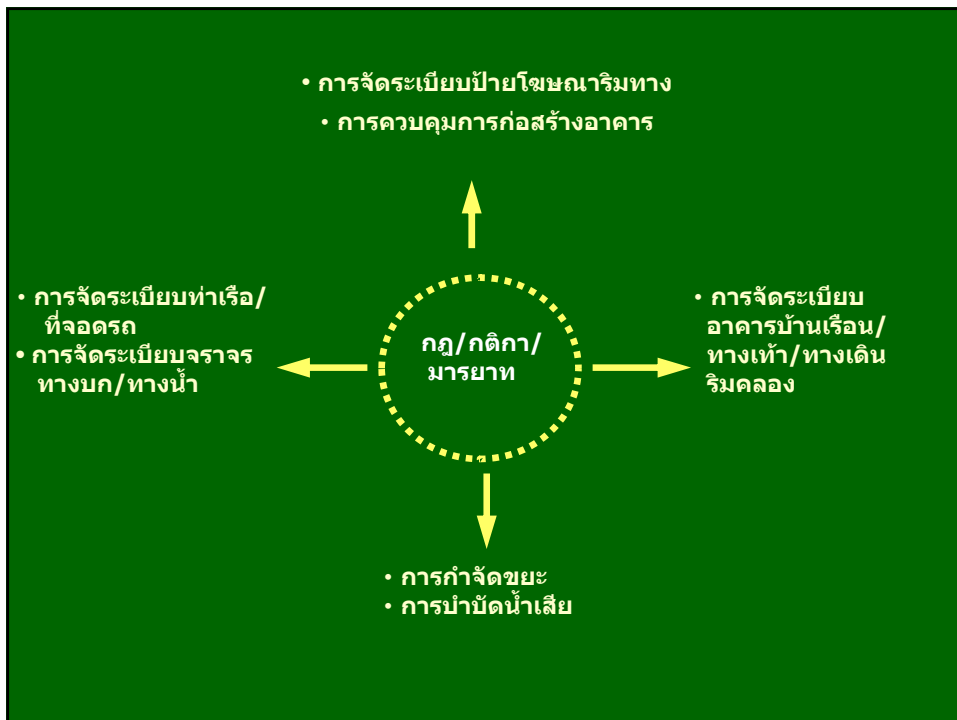 • การจัดระเบียบป้ายโฆษณาริมทาง
• การควบคุมการก่อสร้างอาคาร
• การจัดระเบียบท่าเรือ/
ที่จอดรถ
• การจัดระเบียบจราจร
ทางบก/ทางน้ำ
กฎ/กติกา/
มารยาท
• การจัดระเบียบ
อาคารบ้านเรือน/
ทางเท้า/ทางเดิน
ริมคลอง
• การกำจัดขยะ
• การบำบัดน้ำเสีย